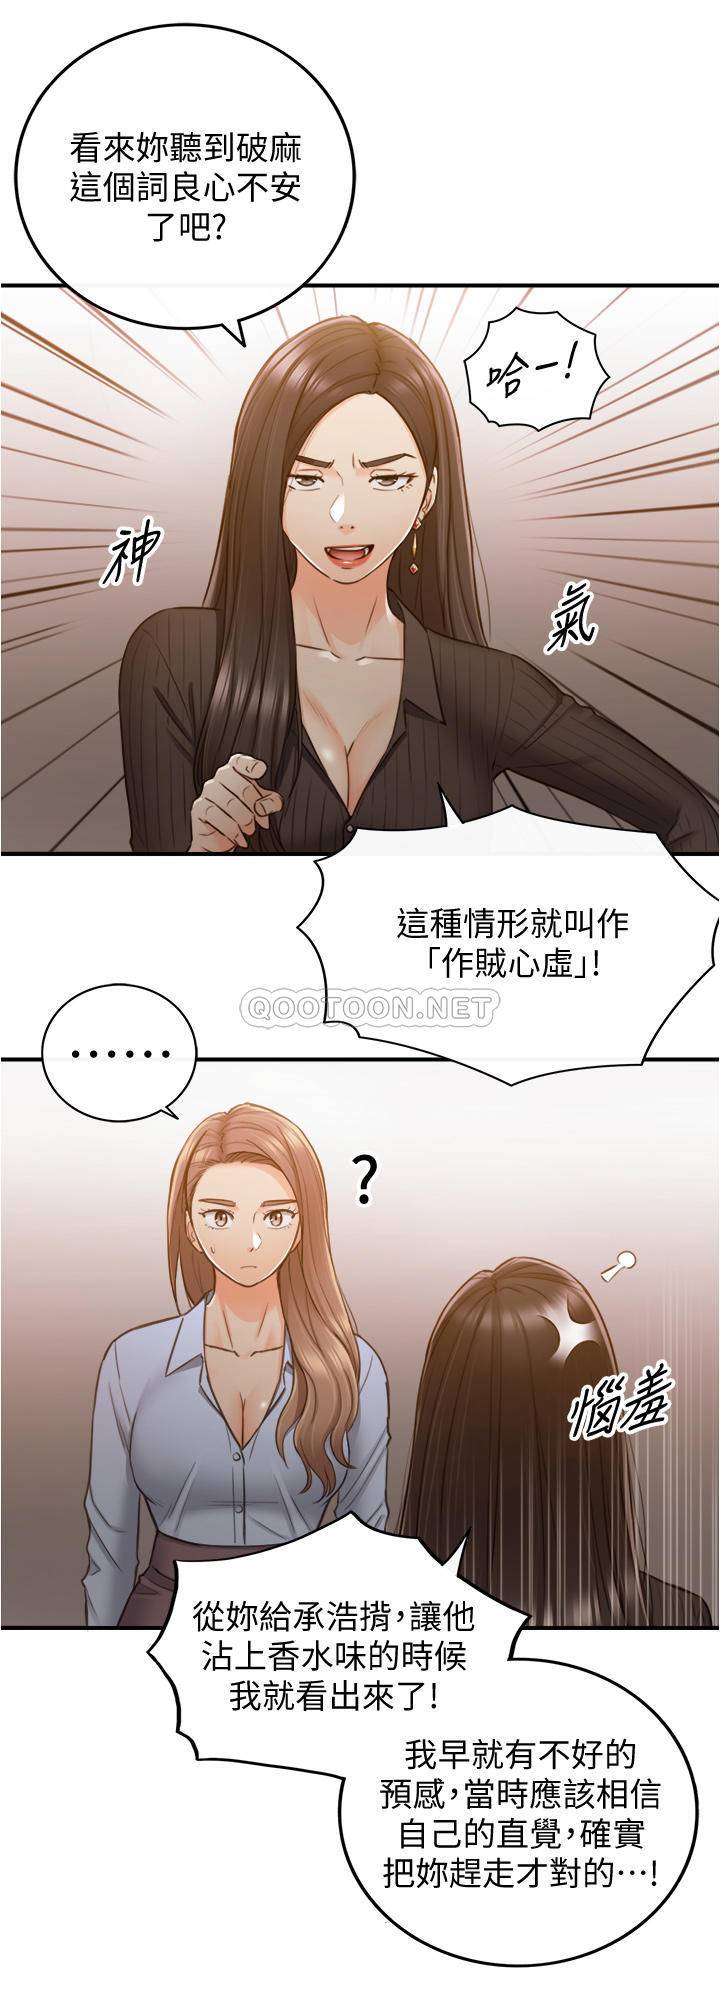 看來妳聽到破麻
這個詞良心不安
了吧?
哈一!
神
氣
這種情形就叫作
「作賊心虛」!
QOOTOON.NET
......
?
惱羞
從妳給承浩揹,讓他
沾上香水味的時候
我就看出來了!
我早就有不好的
預感,當時應該相信
自己的直覺,確實
把妳趕走才對的…!